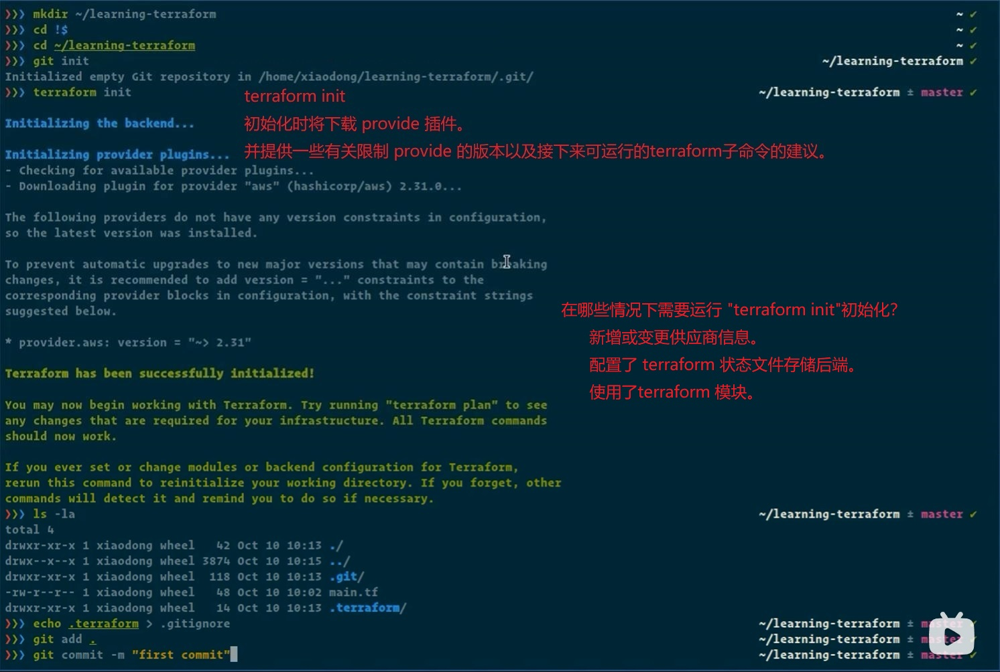 ❯❯❯ mkdir ~/learning-terraform ~ ✔
❯❯❯ cd !$ ~ ✔
❯❯❯ cd ~/learning-terraform ~ ✔
❯❯❯ git init ~/learning-terraform ✔
Initialized empty Git repository in /home/xiaodong/learning-terraform/.git/
❯❯❯ terraform init ~/learning-terraform ± master ✔
terraform init
Initializing the backend...
初始化时将下载 provide 插件。
Initializing provider plugins...
并提供一些有关限制 provide 的版本以及接下来可运行的terraform子命令的建议。
- Checking for available provider plugins...
- Downloading plugin for provider "aws" (hashicorp/aws) 2.31.0...
The following providers do not have any version constraints in configuration,
so the latest version was installed.
To prevent automatic upgrades to new major versions that may contain breaking
changes, it is recommended to add version = "..." constraints to the
corresponding provider blocks in configuration, with the constraint strings
suggested below.
在哪些情况下需要运行 "terraform init"初始化?
新增或变更供应商信息。
配置了 terraform 状态文件存储后端。
使用了terraform 模块。
* provider.aws: version = "~> 2.31"
Terraform has been successfully initialized!
You may now begin working with Terraform. Try running "terraform plan" to see
any changes that are required for your infrastructure. All Terraform commands
should now work.
If you ever set or change modules or backend configuration for Terraform,
rerun this command to reinitialize your working directory. If you forget, other
commands will detect it and remind you to do so if necessary.
❯❯❯ ls -la ~/learning-terraform ± master ✔
total 4
drwxr-xr-x 1 xiaodong wheel 42 Oct 10 10:13 ./
drwx--x--x 1 xiaodong wheel 3874 Oct 10 10:15 ../
drwxr-xr-x 1 xiaodong wheel 118 Oct 10 10:13 .git/
-rw-r--r-- 1 xiaodong wheel 48 Oct 10 10:02 main.tf
drwxr-xr-x 1 xiaodong wheel 14 Oct 10 10:13 .terraform/
❯❯❯ echo .terraform > .gitignore ~/learning-terraform ± master ✔
❯❯❯ git add . ~/learning-terraform ± master ✔
❯❯❯ git commit -m "first commit" ~/learning-terraform ± master ✔